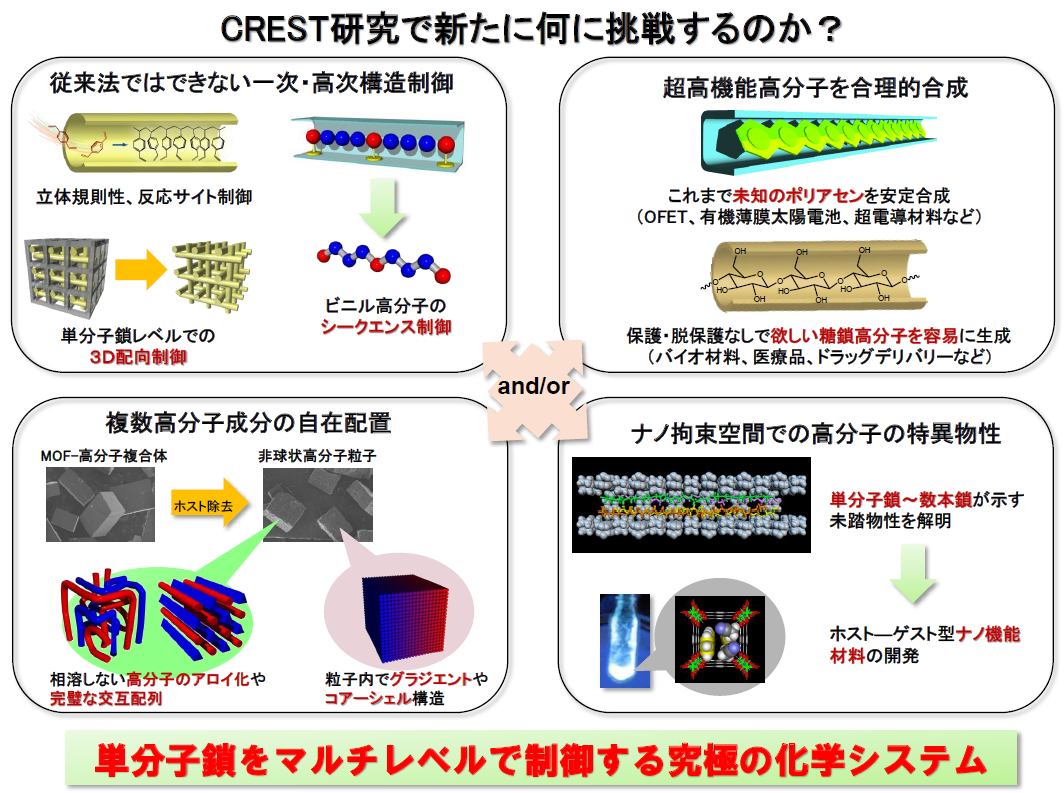 CREST研究で新たに何に挑戦するのか？
従来法ではできない一次・高次構造制御
立体規則性、反応サイト制御
単分子鎖レベルでの
３D配向制御
ビニル高分子の
シークエンス制御
超高機能高分子を合理的合成
これまで未知のポリアセンを安定合成
（OFET、有機薄膜太陽電池、超電導材料など）
OH
OH
OH
O
O
O
O
O
O
O
HO
HO
HO
OH
OH
OH
保護・脱保護なしで欲しい糖鎖高分子を容易に生成
（バイオ材料、医療品、ドラッグデリバリーなど）
and/or
複数高分子成分の自在配置
MOF-高分子複合体
ホスト除去
非球状高分子粒子
相溶しない高分子のアロイ化や
完璧な交互配列
粒子内でグラジエントや
コアーシェル構造
ナノ拘束空間での高分子の特異物性
単分子鎖～数本鎖が示す
未踏物性を解明
ホスト―ゲスト型ナノ機能
材料の開発
単分子鎖をマルチレベルで制御する究極の化学システム